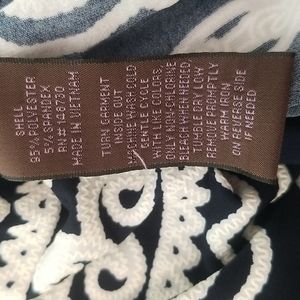 SHELL
95% POLYESTER
5% SPANDEX
RN# 148730
MADE IN VIETNAM
TURN GARMENT
INSIDE OUT
MACHINE WASH COLD
GENTLE CYCLE
WITH LIKE COLORS.
ONLY NON-CHLORINE
BLEACH WHEN NEEDED.
TUMBLE DRY LOW
REMOVE PROMPTLY
WARM IRON
ON REVERSE SIDE
IF NEEDED